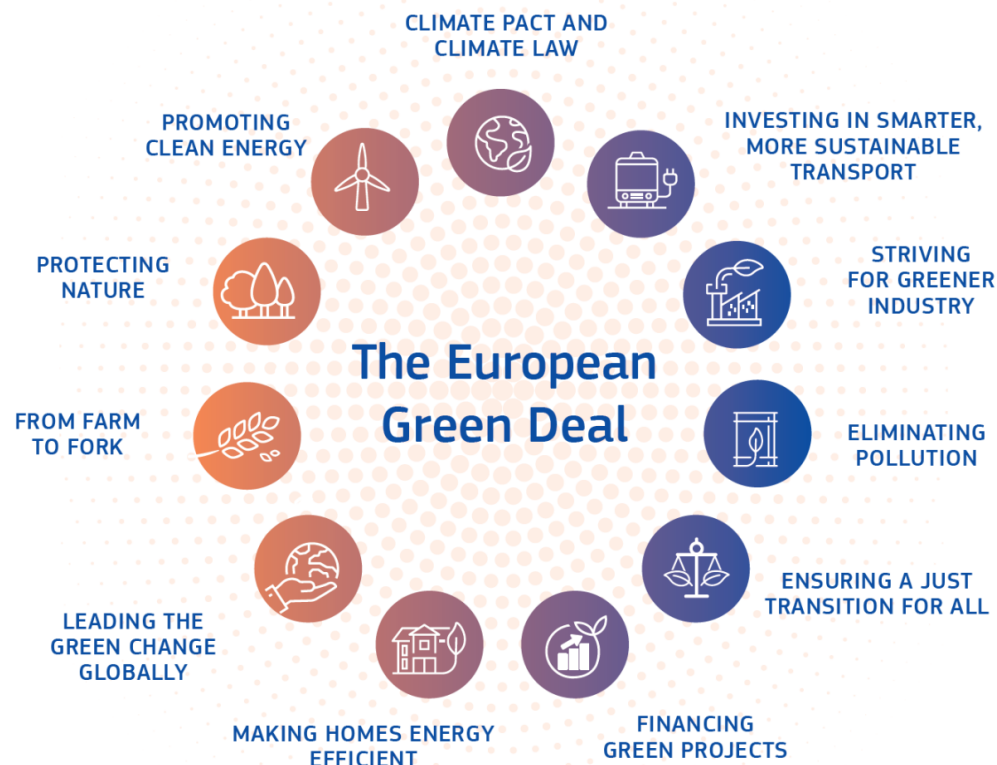 CLIMATE PACT AND
CLIMATE LAW
PROMOTING
CLEAN ENERGY
INVESTING IN SMARTER,
MORE SUSTAINABLE
TRANSPORT
PROTECTING
NATURE
STRIVING
FOR GREENER
INDUSTRY
The European
Green Deal
FROM FARM
TO FORK
ELIMINATING
POLLUTION
ENSURING A JUST
TRANSITION FOR ALL
LEADING THE
GREEN CHANGE
GLOBALLY
MAKING HOMES ENERGY
EFFICIENT
FINANCING
GREEN PROJECTS